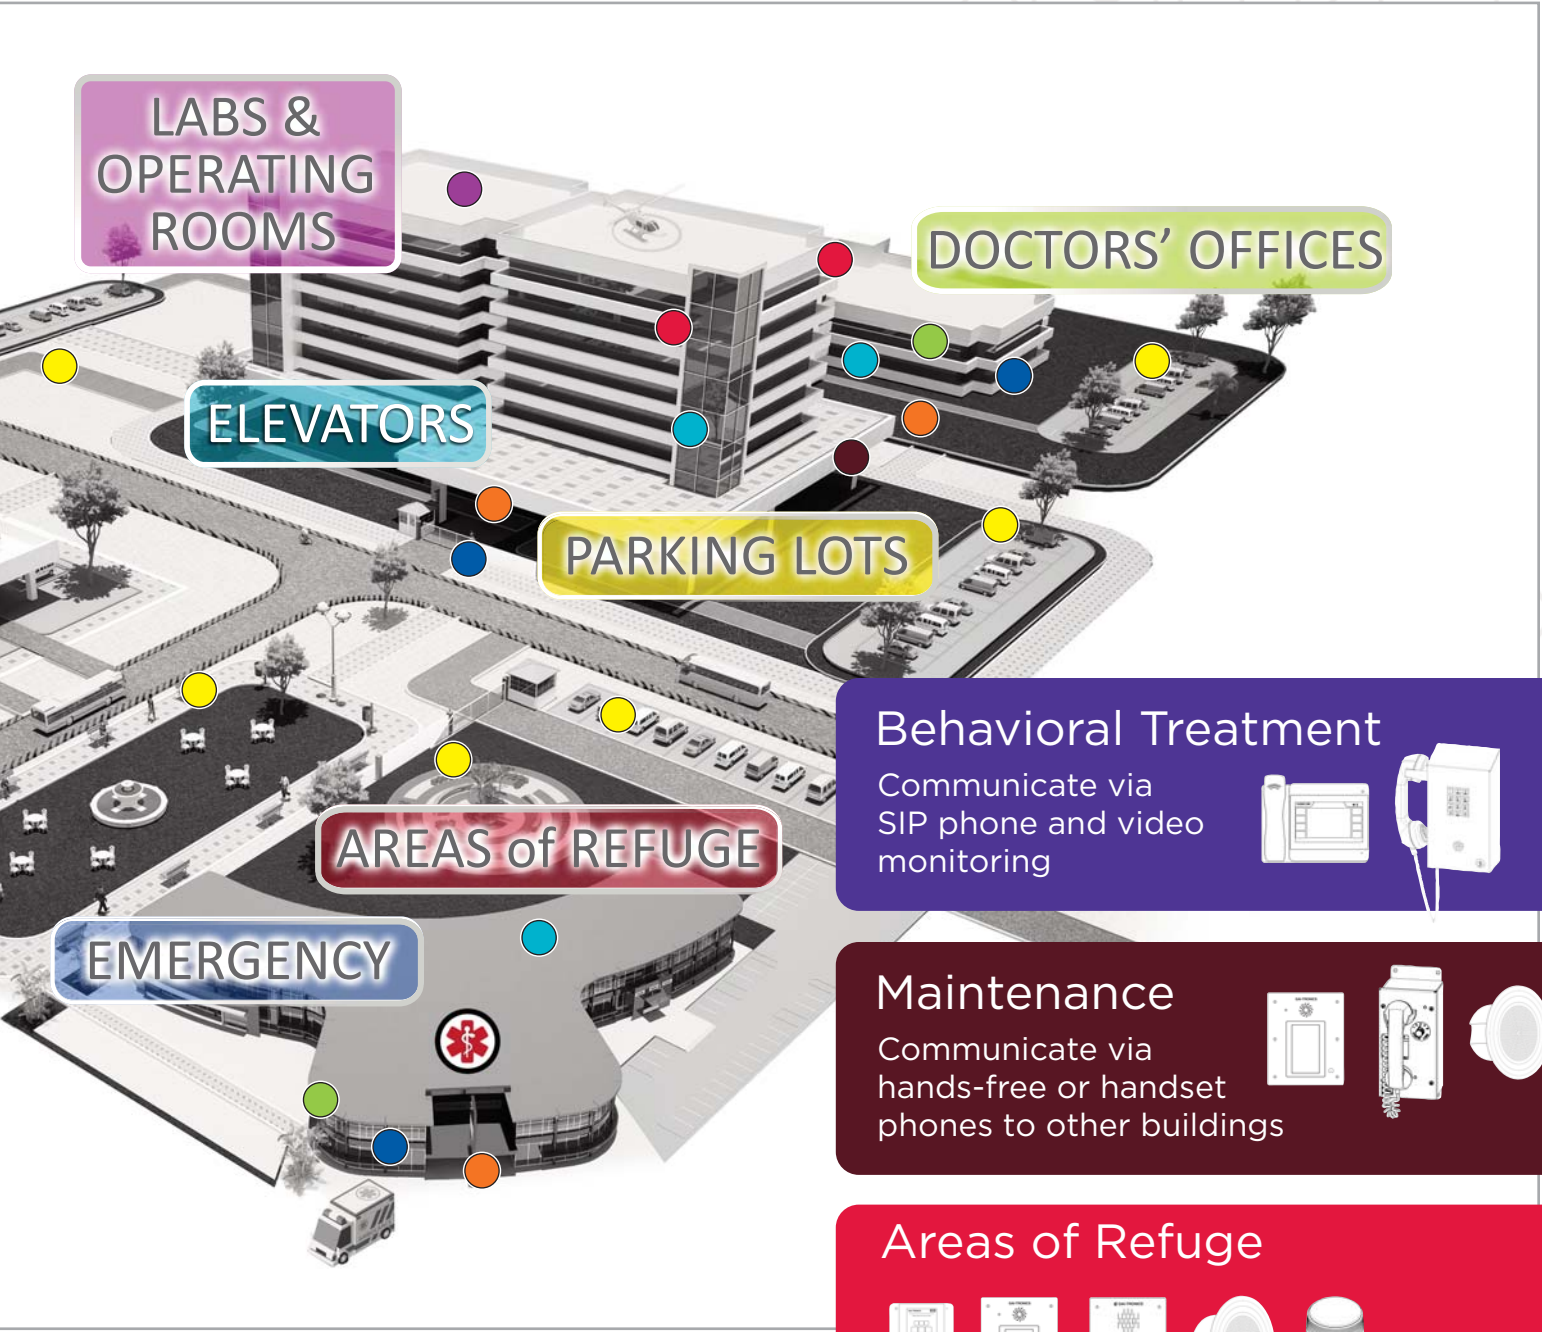 LABS &
OPERATING
ROOMS
DOCTORS’ OFFICES
ELEVATORS
PARKING LOTS
AREAS of REFUGE
EMERGENCY
Behavioral Treatment
Communicate via
SIP phone and video
monitoring
Maintenance
Communicate via
hands-free or handset
phones to other buildings
Areas of Refuge